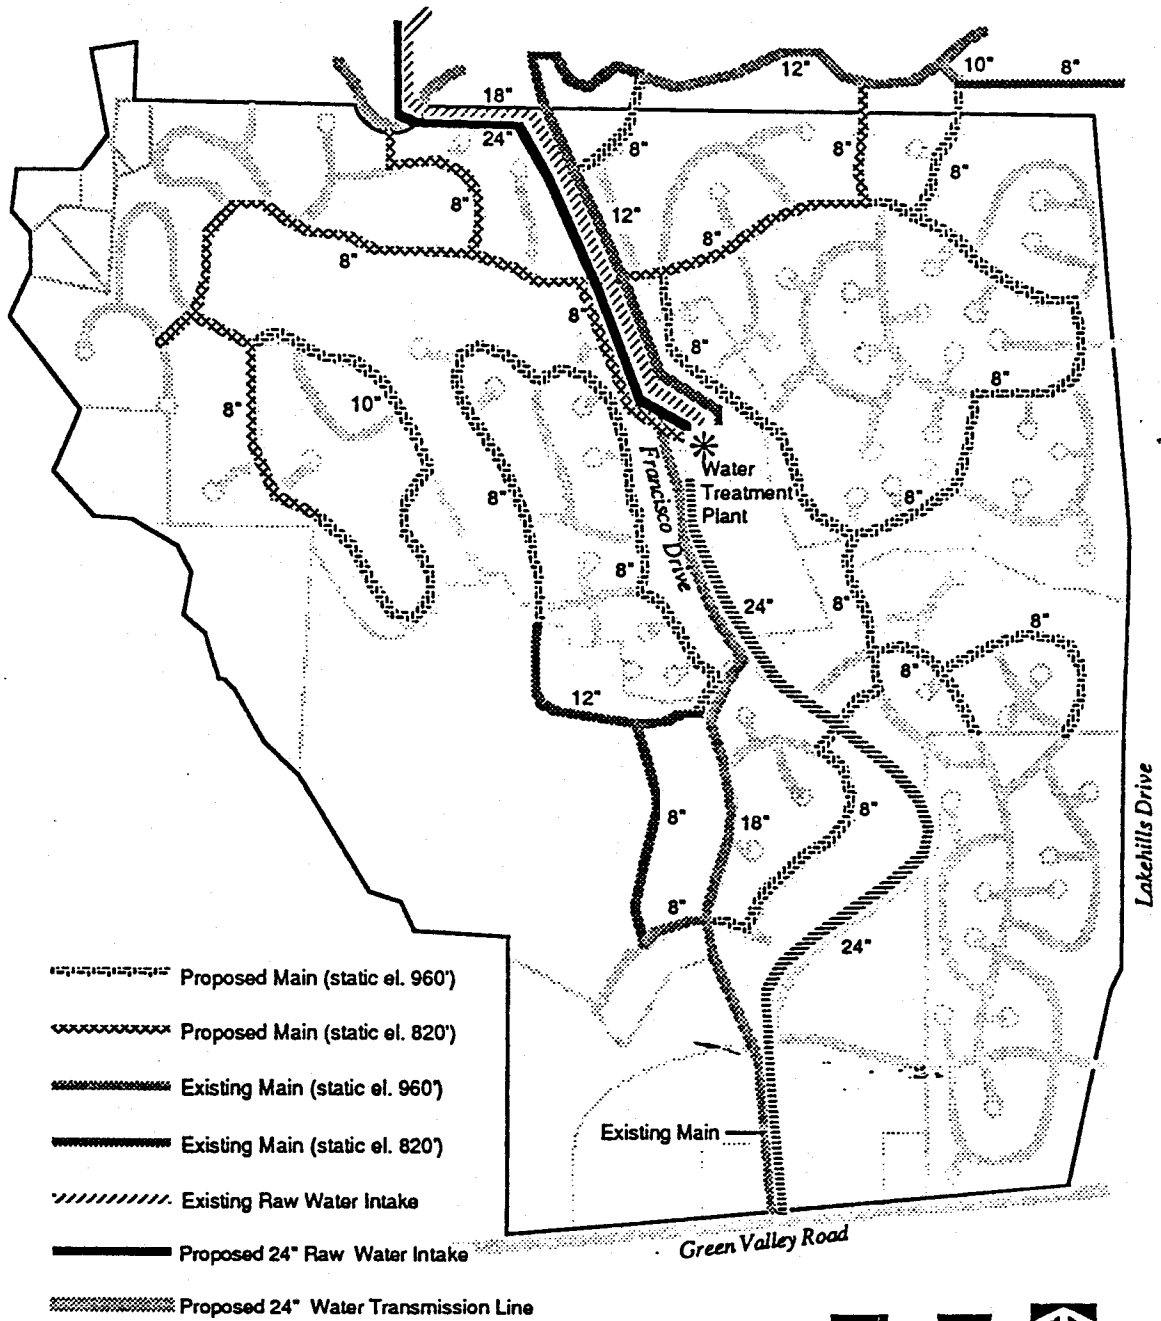 18"
24"
12"
10"
8"
8"
8"
8"
8"
12"
8"
8"
8"
8"
8"
8"
10"
8"
8"
8"
Water
Treatment
Plant
Francisco Drive
8"
24"
8"
8"
8"
12"
8"
18"
8"
8"
24"
Lakehills Drive
Proposed Main (static el. 960')
Proposed Main (static el. 820')
Existing Main (static el. 960')
Existing Main (static el. 820')
Existing Raw Water Intake
Proposed 24" Raw Water Intake
Proposed 24" Water Transmission Line
Existing Main
Green Valley Road